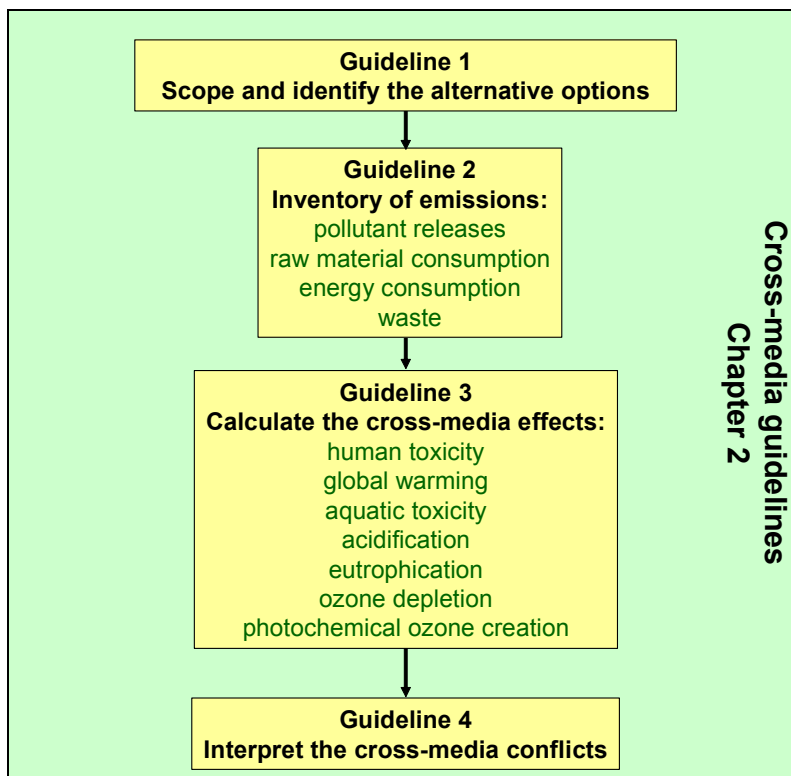 Guideline 1
Scope and identify the alternative options
Guideline 2
Inventory of emissions:
pollutant releases
raw material consumption
energy consumption
waste
Guideline 3
Calculate the cross-media effects:
human toxicity
global warming
aquatic toxicity
acidification
eutrophication
ozone depletion
photochemical ozone creation
Guideline 4
Interpret the cross-media conflicts
Cross-media guidelines
Chapter 2